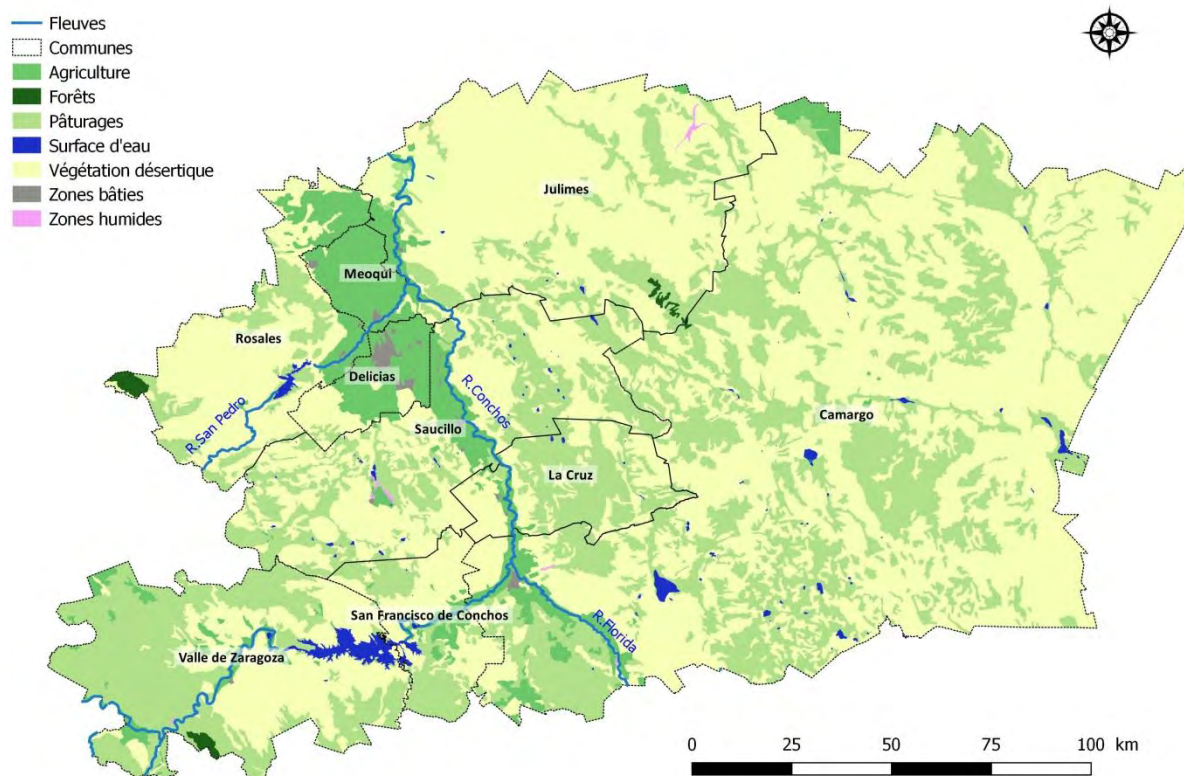 Fleuves
Communes
Agriculture
Forêts
Pâturages
Surface d'eau
Végétation désertique
Zones bâties
Zones humides
Julimes
Meoqui
Rosales
Delicias
R.San Pedro
R.Conchos
Saucillo
Camargo
La Cruz
San Francisco de Conchos
R.Florida
Valle de Zaragoza
0 25 50 75 100 km